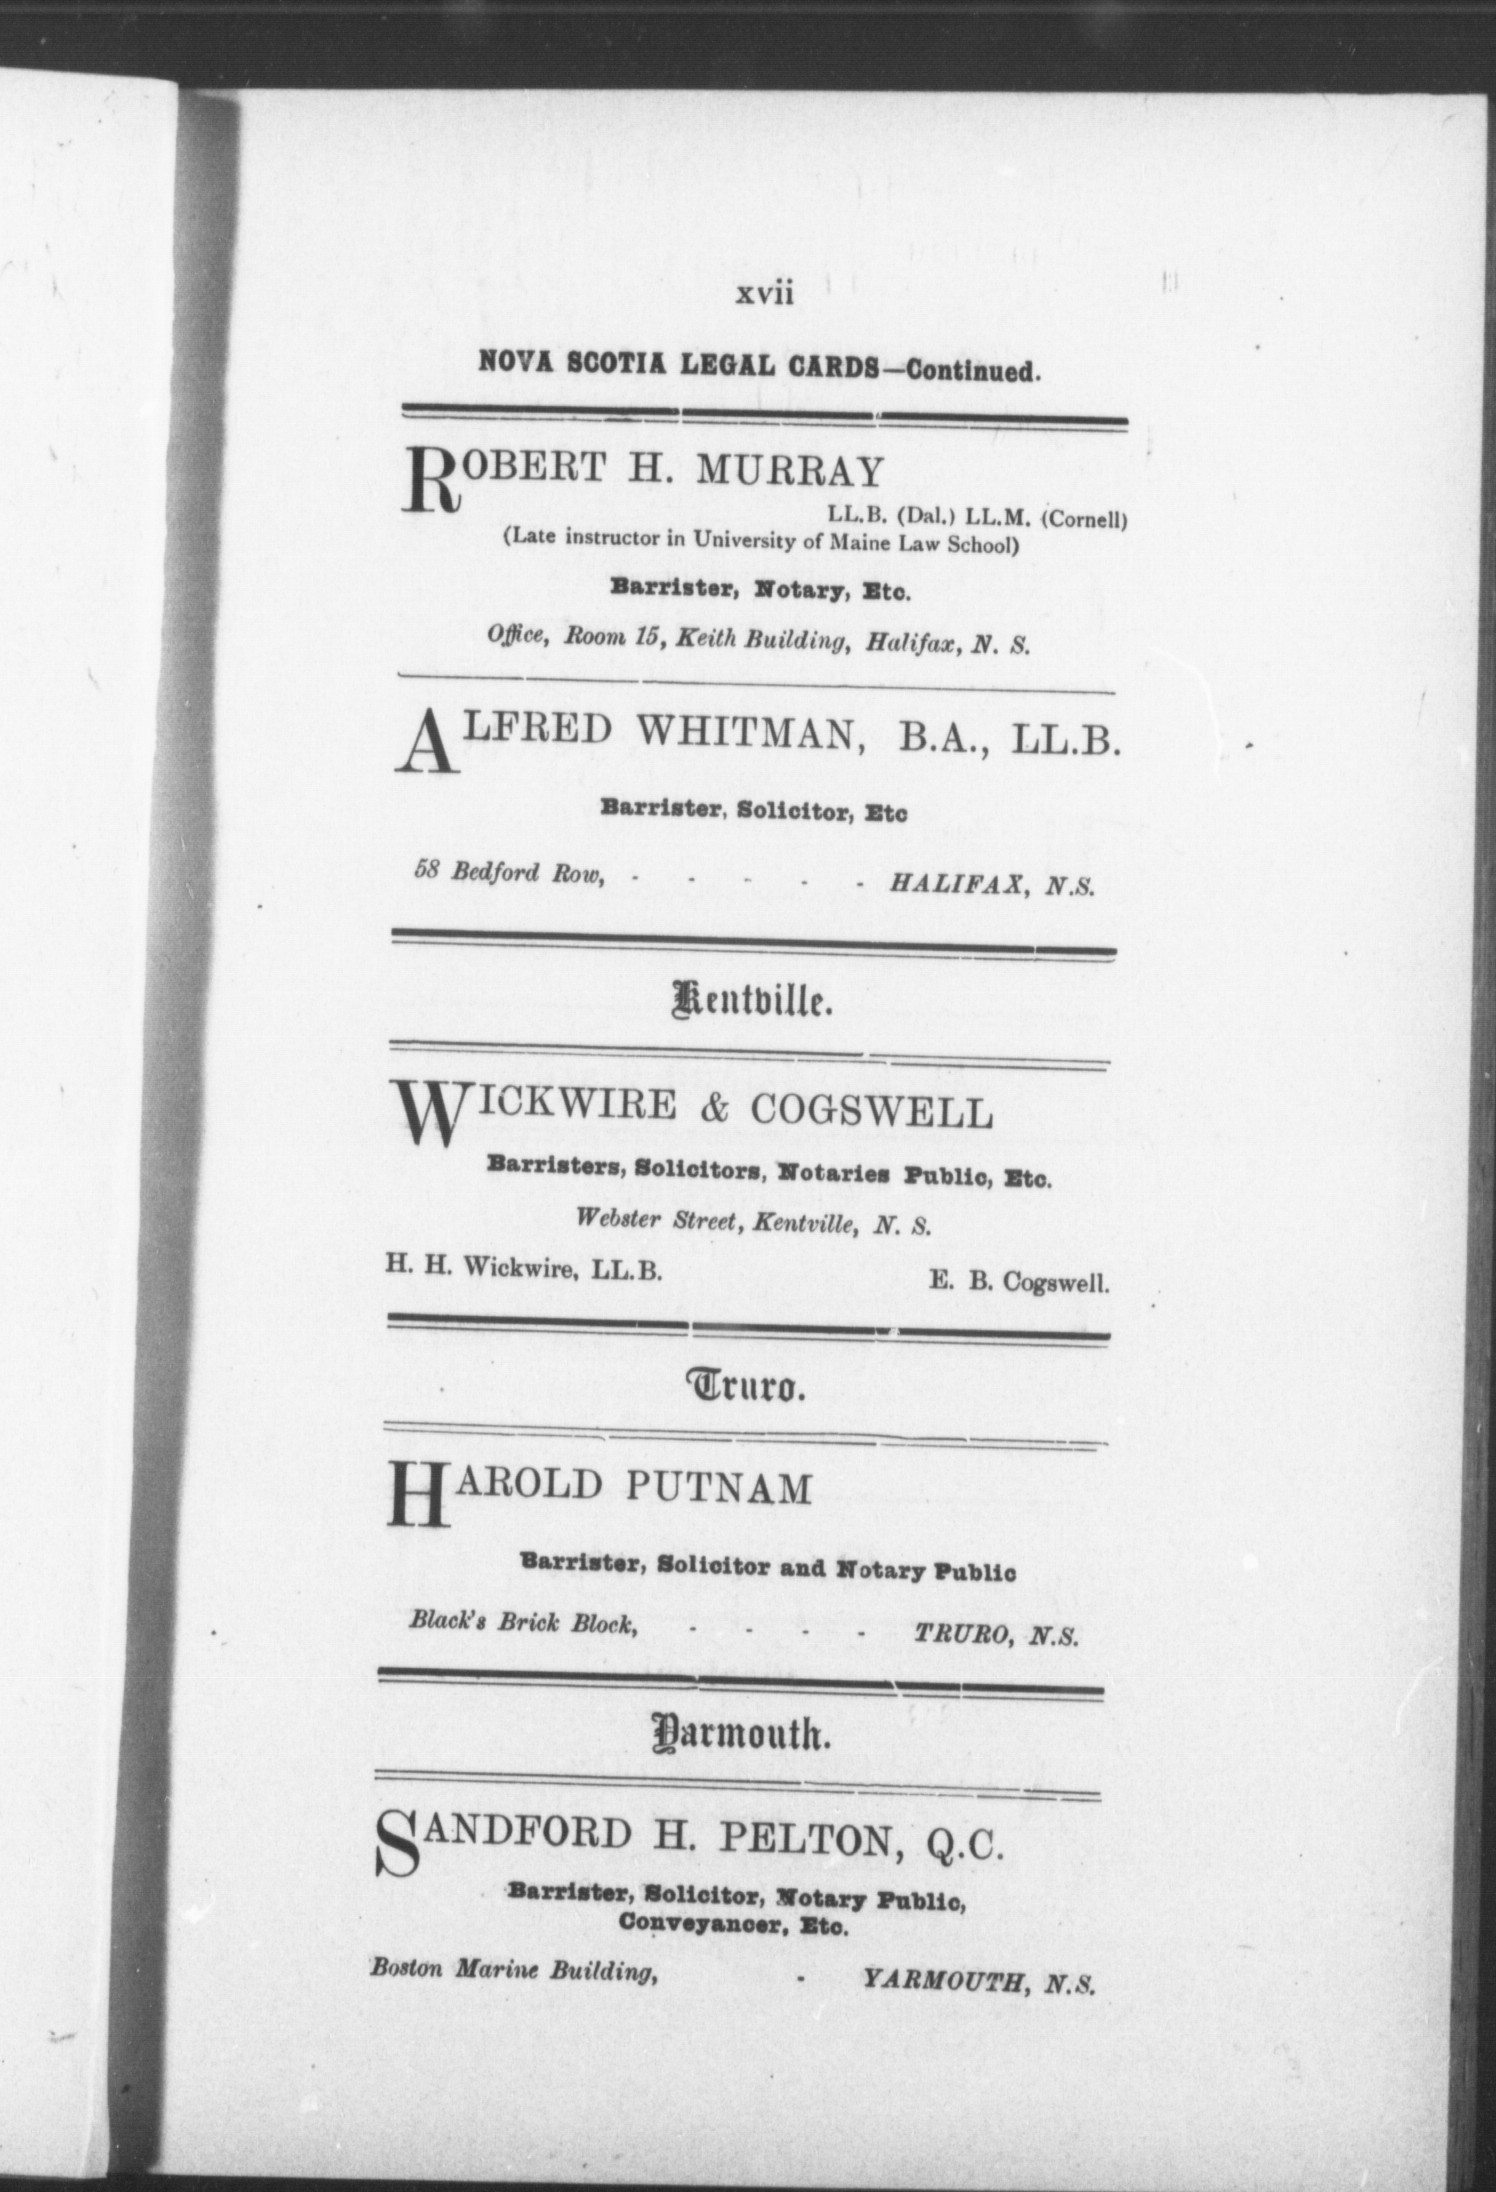 xvii
NOVA SCOTIA LEGAL CARDS—Continued.
ROBERT H. MURRAY
LL.B. (Dal.) LL.M. (Cornell)
(Late instructor in University of Maine Law School)
Barrister, Notary, Etc.
Office, Room 15, Keith Building, Halifax, N. S.
ALFRED WHITMAN, B.A., LL.B.
Barrister, Solicitor, Etc
58 Bedford Row, - - - - - HALIFAX, N.S.
Kentville.
WICKWIRE & COGSWELL
Barristers, Solicitors, Notaries Public, Etc.
Webster Street, Kentville, N. S.
H. H. Wickwire, LL.B. E. B. Cogswell.
Truro.
HAROLD PUTNAM
Barrister, Solicitor and Notary Public
Black's Brick Block, - - - - TRURO, N.S.
Yarmouth.
SANDFORD H. PELTON, Q.C.
Barrister, Solicitor, Notary Public,
Conveyancer, Etc.
Boston Marine Building, - YARMOUTH, N.S.